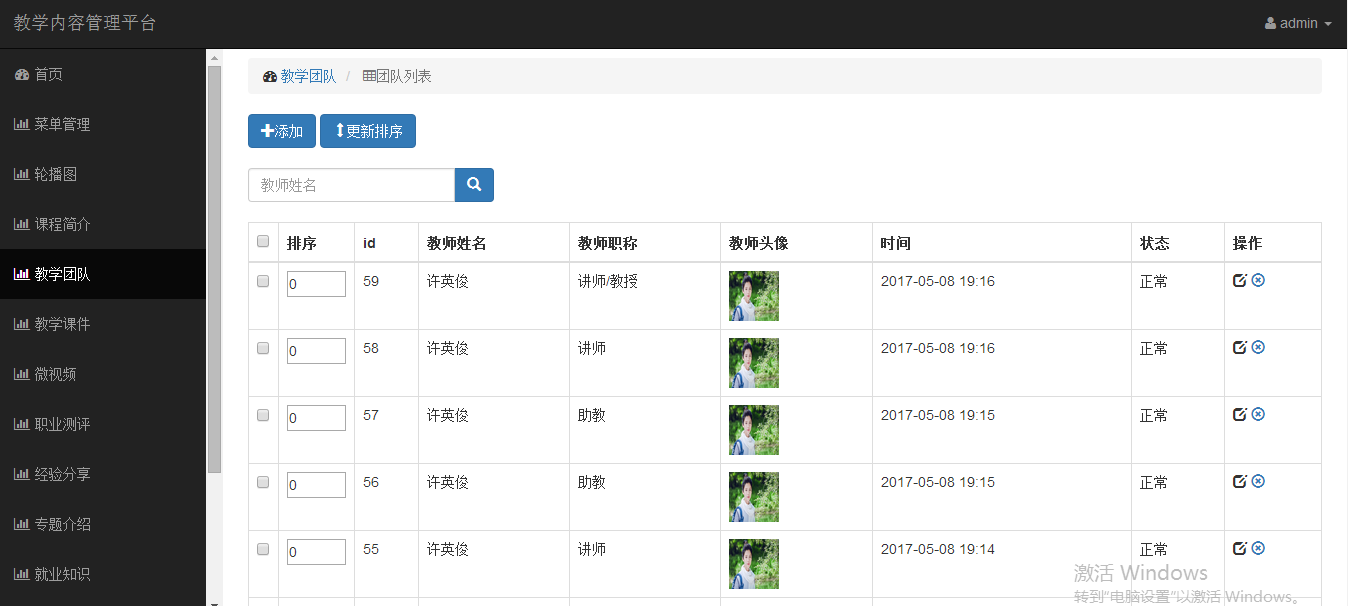 教学内容管理平台
admin
首页
菜单管理
轮播图
课程简介
教学团队
教学课件
微视频
职业测评
经验分享
专题介绍
就业知识
教学团队 / 团队列表
添加 更新排序
教师姓名
排序 id 教师姓名 教师职称 教师头像 时间 状态 操作
0 59 许英俊 讲师/教授 2017-05-08 19:16 正常
0 58 许英俊 讲师 2017-05-08 19:16 正常
0 57 许英俊 助教 2017-05-08 19:15 正常
0 56 许英俊 助教 2017-05-08 19:15 正常
0 55 许英俊 讲师 2017-05-08 19:14 正常
激活 Windows
转到"电脑设置"以激活 Windows。